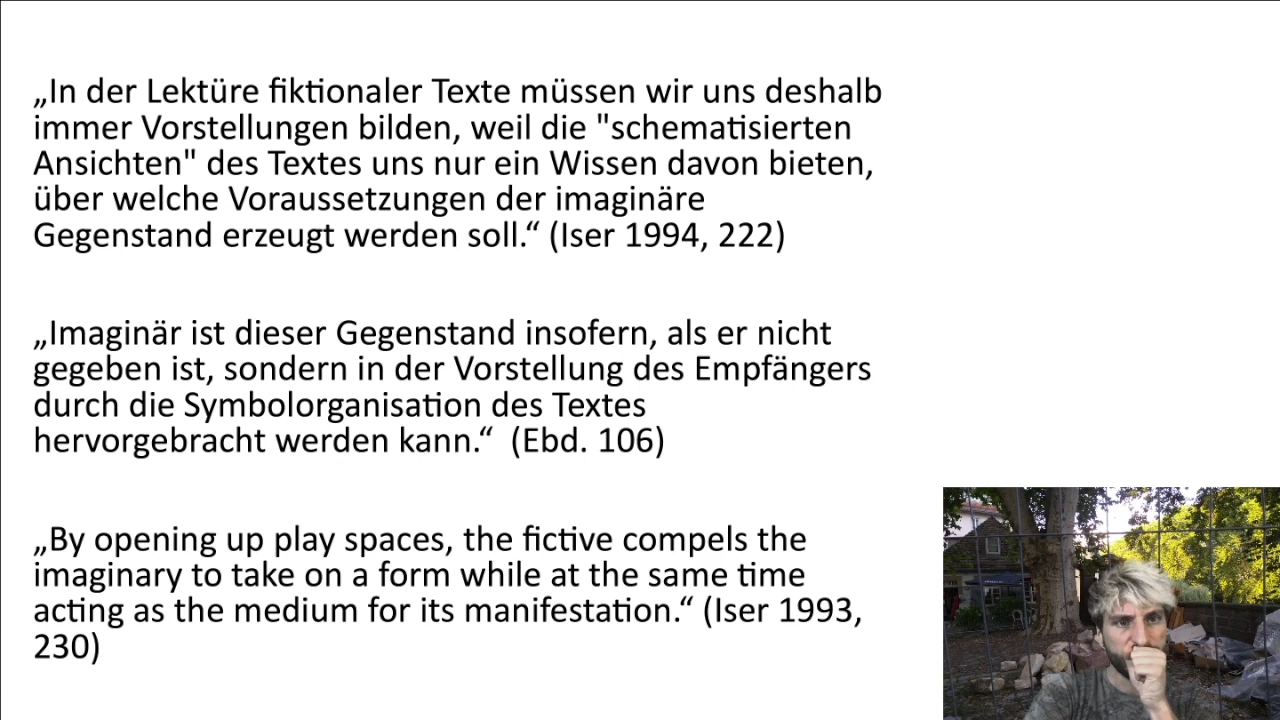 „In der Lektüre fiktionaler Texte müssen wir uns deshalb
immer Vorstellungen bilden, weil die "schematisierten
Ansichten" des Textes uns nur ein Wissen davon bieten,
über welche Voraussetzungen der imaginäre
Gegenstand erzeugt werden soll.“ (Iser 1994, 222)
„Imaginär ist dieser Gegenstand insofern, als er nicht
gegeben ist, sondern in der Vorstellung des Empfängers
durch die Symbolorganisation des Textes
hervorgebracht werden kann.“ (Ebd. 106)
„By opening up play spaces, the fictive compels the
imaginary to take on a form while at the same time
acting as the medium for its manifestation.“ (Iser 1993,
230)